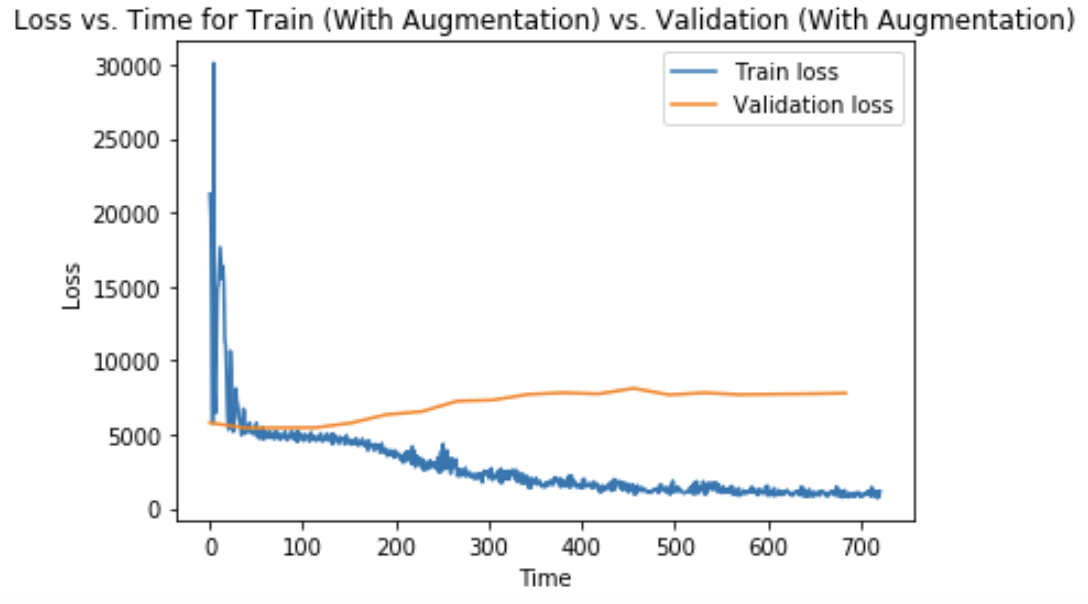 Loss vs. Time for Train (With Augmentation) vs. Validation (With Augmentation)
Train loss
Validation loss
30000
25000
20000
15000
10000
5000
0
Loss
0 100 200 300 400 500 600 700
Time